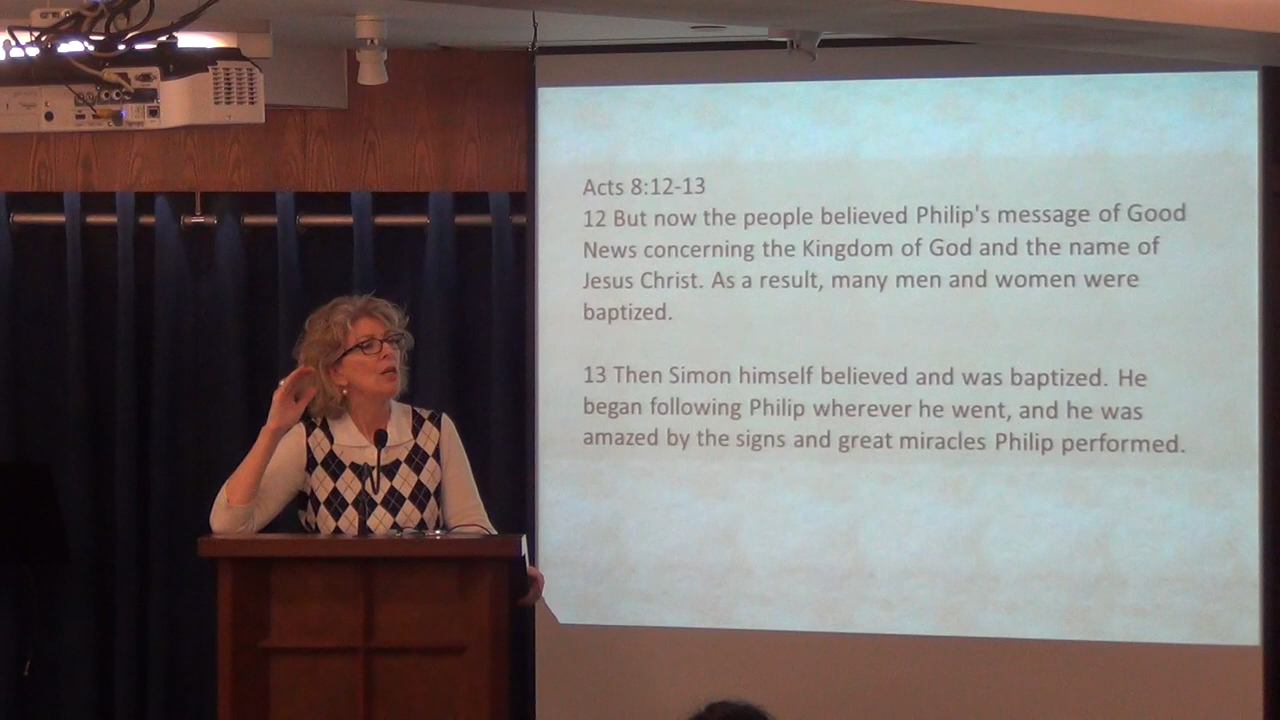 Acts 8:12-13
12 But now the people believed Philip's message of Good
News concerning the Kingdom of God and the name of
Jesus Christ. As a result, many men and women were
baptized.
13 Then Simon himself believed and was baptized. He
began following Philip wherever he went, and he was
amazed by the signs and great miracles Philip performed.